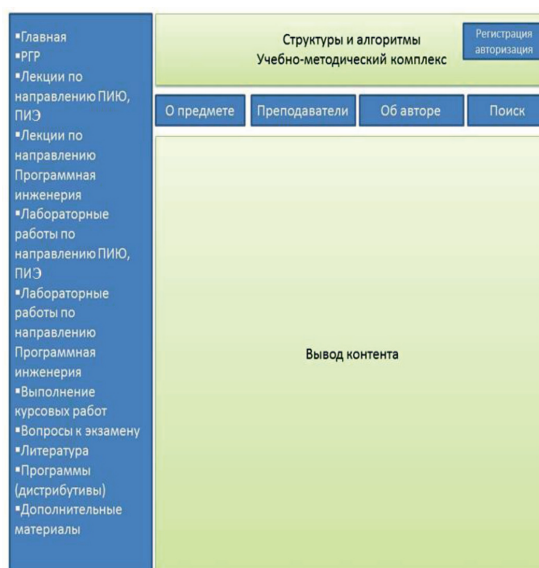 ▪Главная
▪РГР
▪Лекции по
направлению ПИЮ,
ПИЭ
▪Лекции по
направлению
Программная
инженерия
▪Лабораторные
работы по
направлению ПИЮ,
ПИЭ
▪Лабораторные
работы по
направлению
Программная
инженерия
▪Выполнение
курсовых работ
▪Вопросы к экзамену
▪Литература
▪Программы
(дистрибутивы)
▪Дополнительные
материалы
Структуры и алгоритмы
Учебно-методический комплекс
Регистрация
авторизация
О предмете
Преподаватели
Об авторе
Поиск
Вывод контента